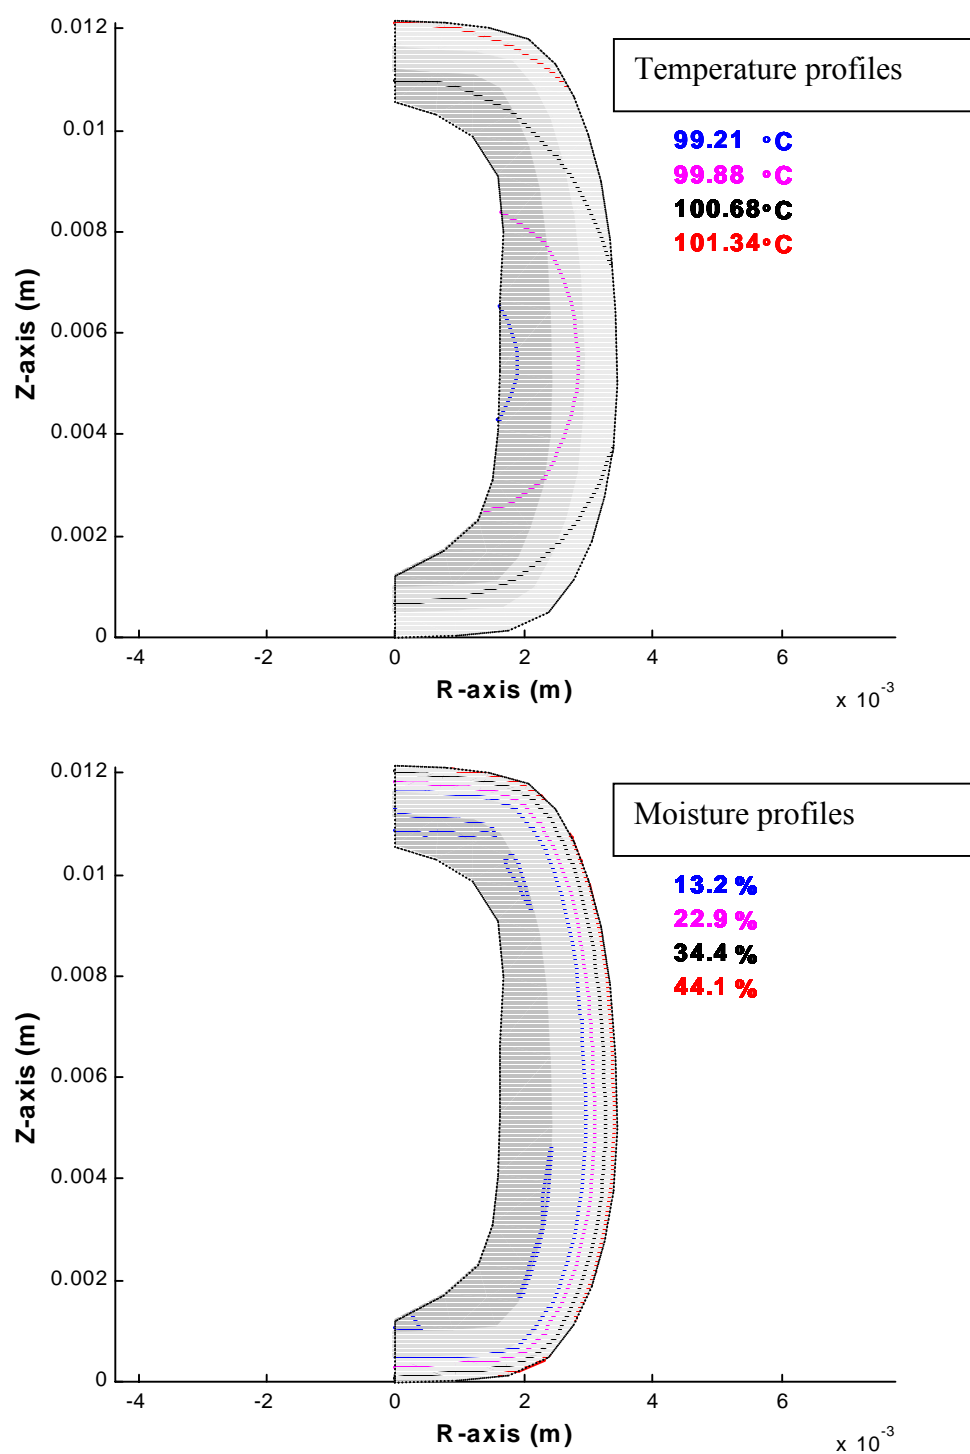 0.012
Temperature profiles
99.21 °C
99.88 °C
100.68°C
101.34°C
0.01
0.008
0.006
0.004
0.002
0
Z-axis (m)
-4 -2 0 2 4 6
R-axis (m)
x 10⁻³
0.012
Moisture profiles
13.2 %
22.9 %
34.4 %
44.1 %
0.01
0.008
0.006
0.004
0.002
0
Z-axis (m)
-4 -2 0 2 4 6
R-axis (m)
x 10⁻³